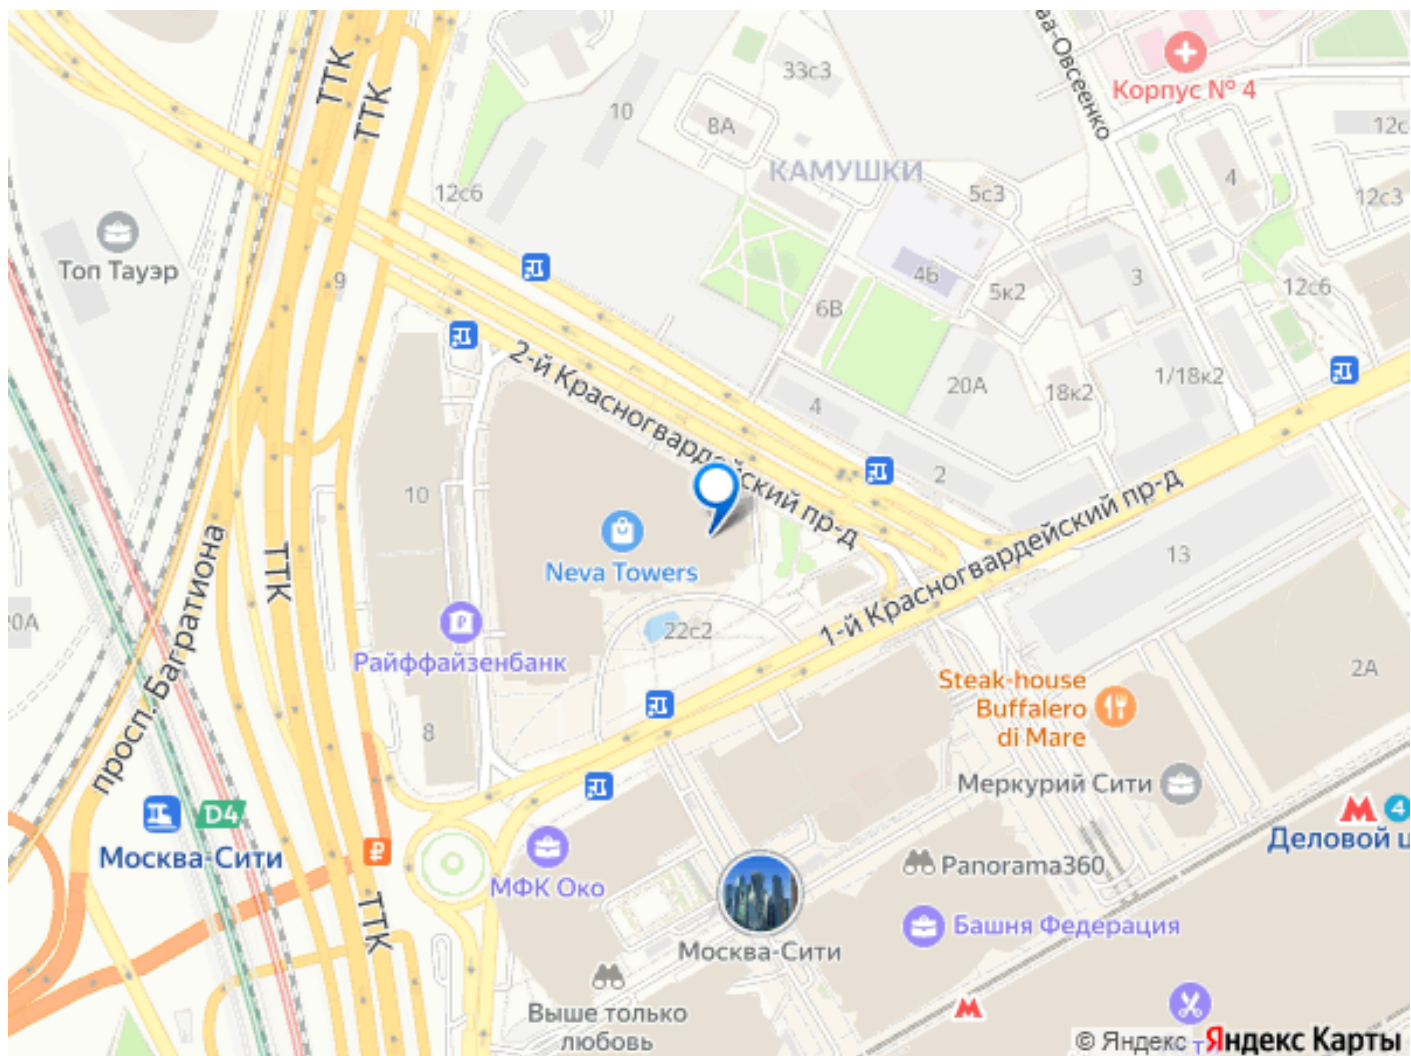 ТТК
ТТК
33с3
10
8А
КАМУШКИ
Корпус № 4
12с
4
5с3
12с3
12с6
Топ Тауэр
9
4Б
5к2
3
12с6
6В
2-й Красногвардейский пр-д
4
20А
18к2
1/18к2
2
10
Neva Towers
1-й Красногвардейский пр-д
13
ТТК
просп. Багратиона
22с2
Райффайзенбанк
2А
8
Steak-house
Buffalero
di Mare
Меркурий Сити
D4
Москва-Сити
МФК Око
Panorama360
4
Деловой ц
Башня Федерация
ТТК
Москва-Сити
Выше только
любовь
© Яндекс Яндекс Карты